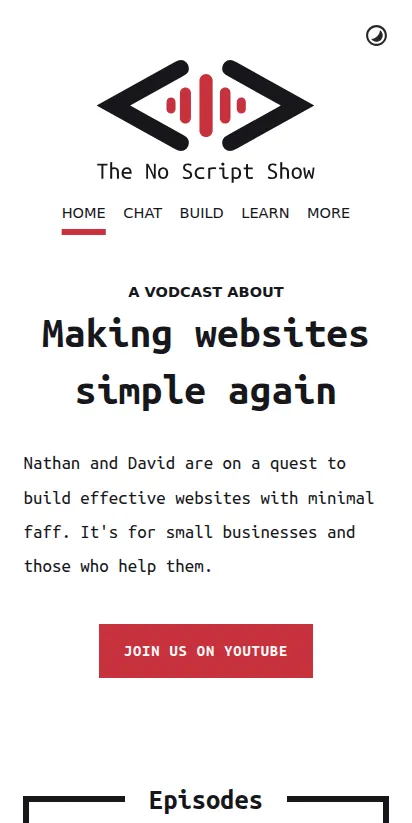 The No Script Show
HOME CHAT BUILD LEARN MORE
A VODCAST ABOUT
Making websites
simple again
Nathan and David are on a quest to
build effective websites with minimal
faff. It's for small businesses and
those who help them.
JOIN US ON YOUTUBE
Episodes